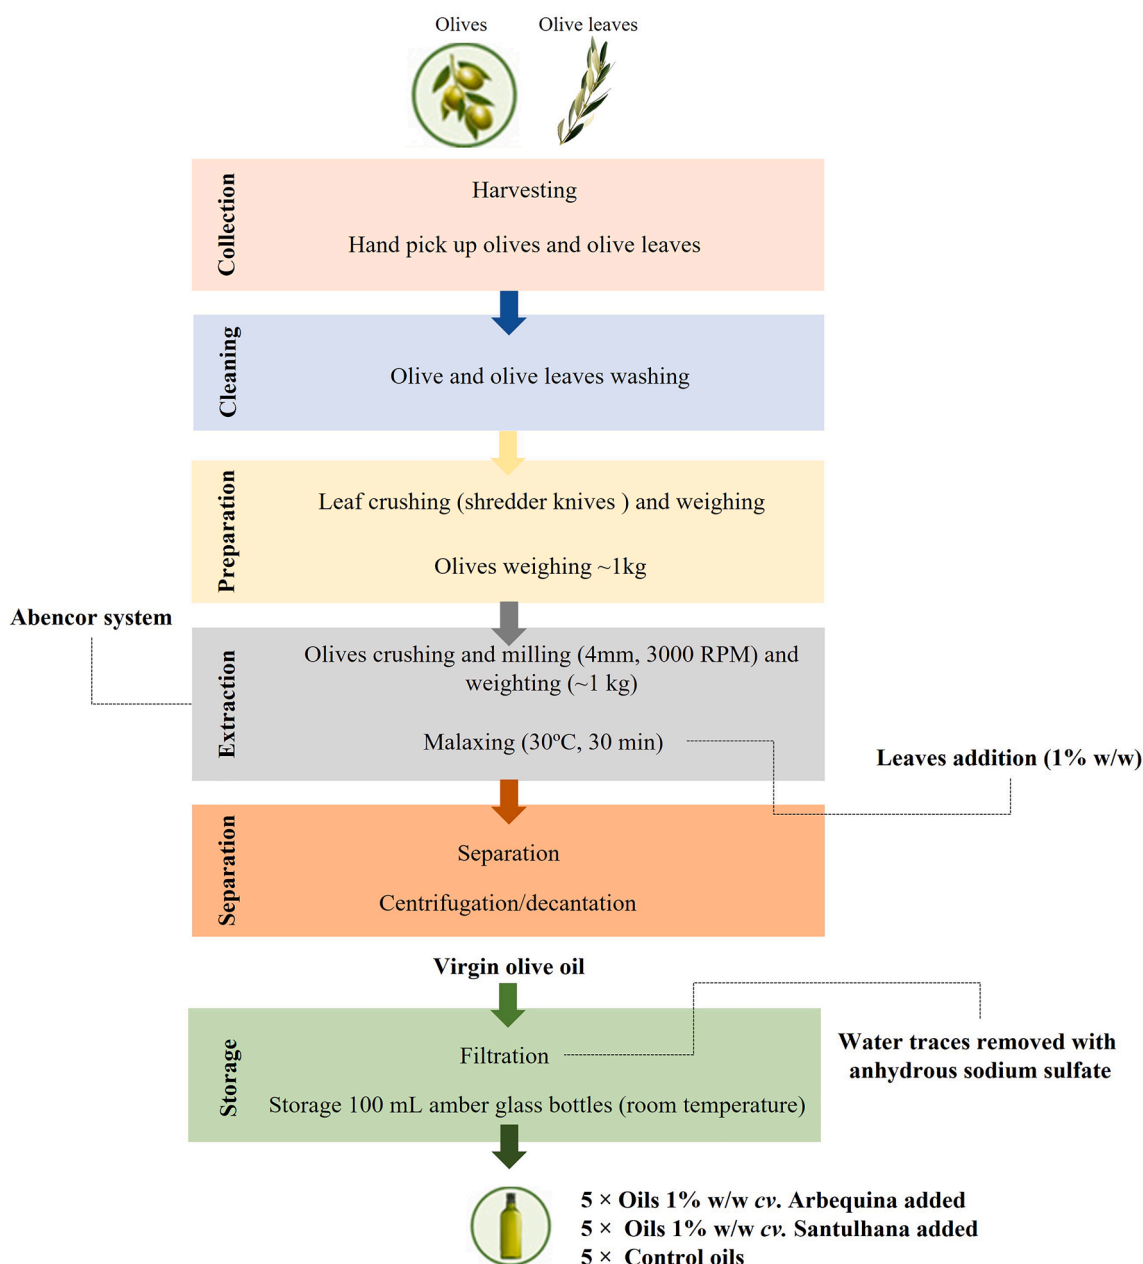 Olives
Olive leaves
Collection
Harvesting
Hand pick up olives and olive leaves
Cleaning
Olive and olive leaves washing
Preparation
Leaf crushing (shredder knives ) and weighing
Olives weighing ~1kg
Abencor system
Extraction
Olives crushing and milling (4mm, 3000 RPM) and
weighting (~1 kg)
Malaxing (30ºC, 30 min)
Leaves addition (1% w/w)
Separation
Separation
Centrifugation/decantation
Virgin olive oil
Storage
Filtration
Water traces removed with
anhydrous sodium sulfate
Storage 100 mL amber glass bottles (room temperature)
5 × Oils 1% w/w cv. Arbequina added
5 × Oils 1% w/w cv. Santulhana added
5 × Control oils